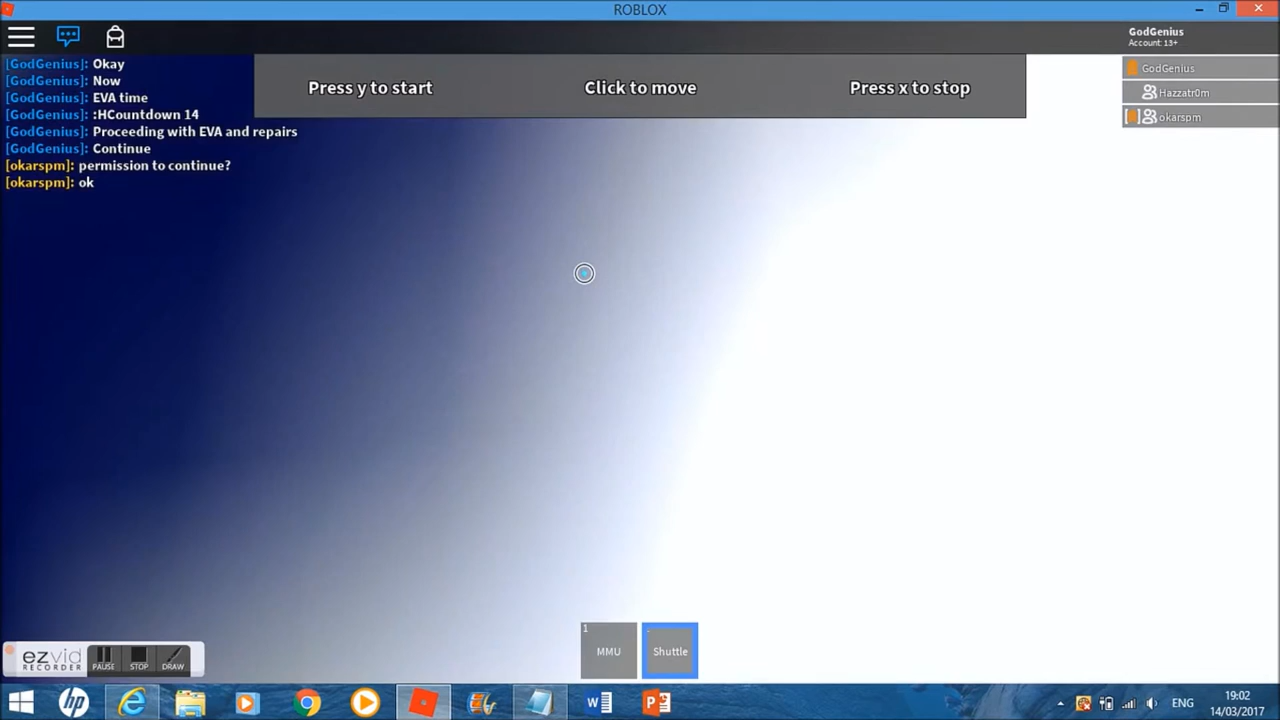 ROBLOX
GodGenius
Account: 13+
[GodGenius]: Okay
[GodGenius]: Now
[GodGenius]: EVA time
[GodGenius]: :HCountdown 14
[GodGenius]: Proceeding with EVA and repairs
[GodGenius]: Continue
[okarspm]: permission to continue?
[okarspm]: ok
Press y to start
Click to move
Press x to stop
GodGenius
Hazzatr0m
okarspm
1
MMU
Shuttle
ezvid
RECORDER
PAUSE
STOP
DRAW
hp
ENG
19:02
14/03/2017